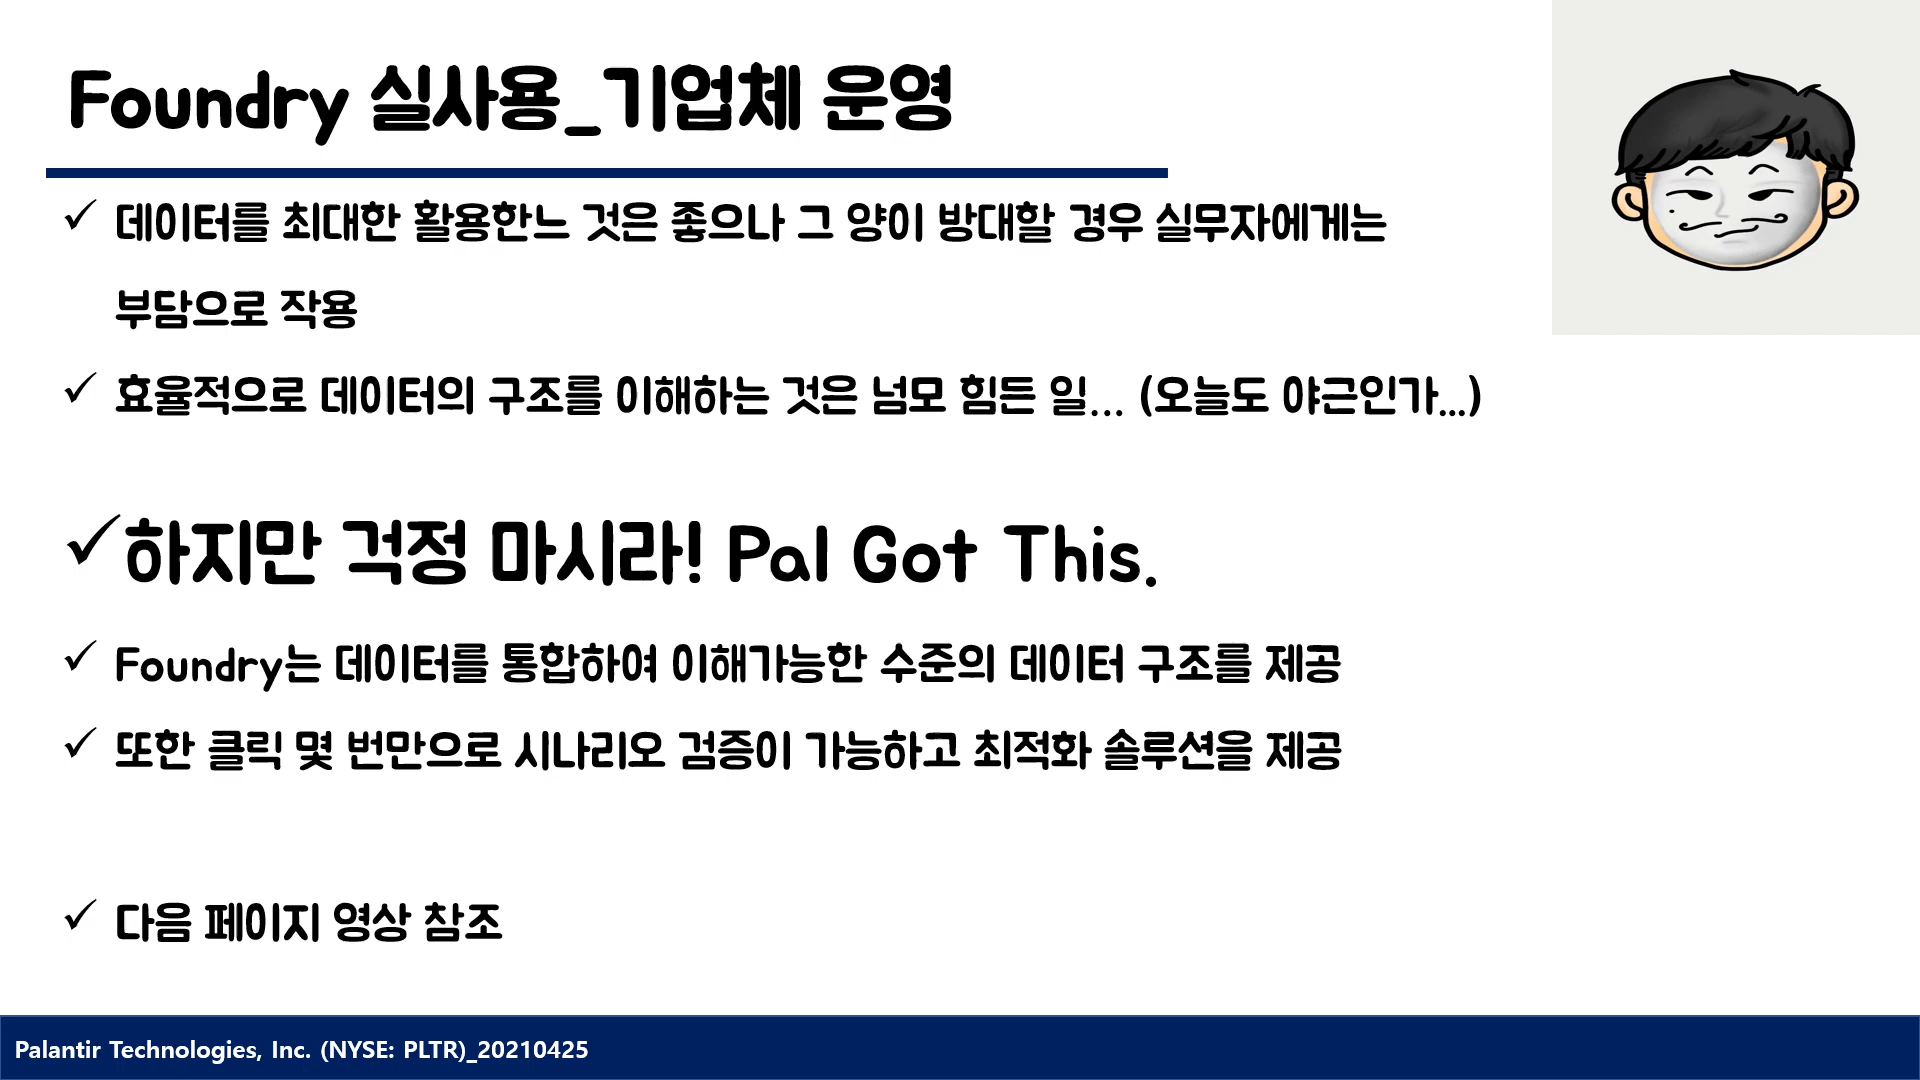 Foundry 실사용_기업체 운영
✓ 데이터를 최대한 활용한느 것은 좋으나 그 양이 방대할 경우 실무자에게는
부담으로 작용
✓ 효율적으로 데이터의 구조를 이해하는 것은 넘모 힘든 일... (오늘도 야근인가...)
✓ 하지만 걱정 마시라! Pal Got This.
✓ Foundry는 데이터를 통합하여 이해가능한 수준의 데이터 구조를 제공
✓ 또한 클릭 몇 번만으로 시나리오 검증이 가능하고 최적화 솔루션을 제공
✓ 다음 페이지 영상 참조
Palantir Technologies, Inc. (NYSE: PLTR)_20210425